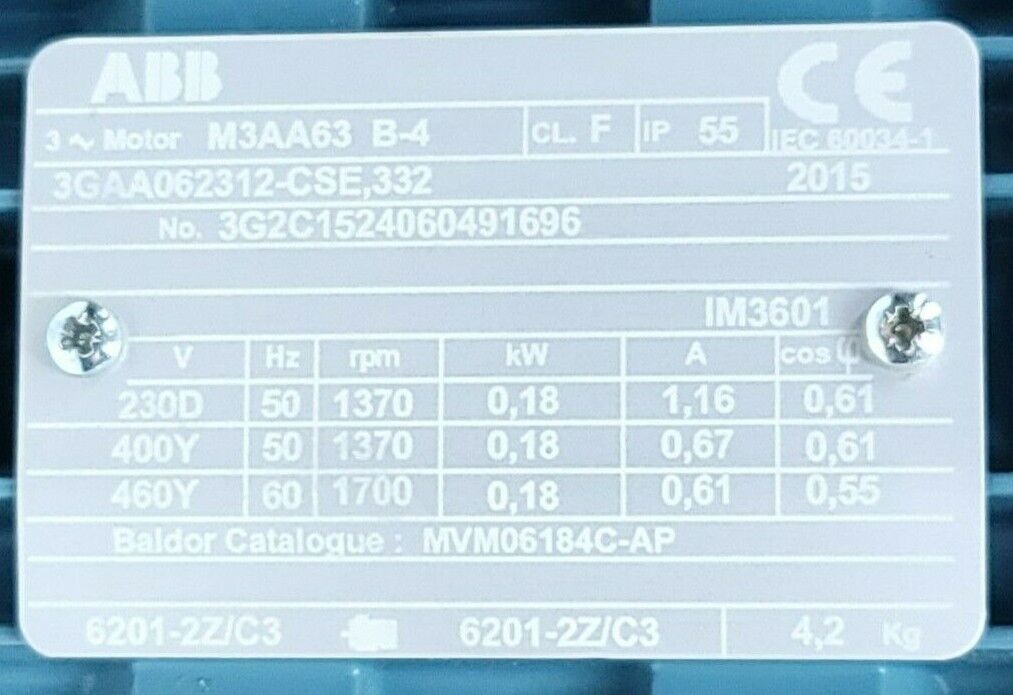 ABB CE
3 ~ Motor M3AA63 B-4 CL. F IP 55 IEC 60034-1
3GAA062312-CSE,332 2015
No. 3G2C1524060491696
IM3601
V Hz rpm kW A cos φ
230D 50 1370 0,18 1,16 0,61
400Y 50 1370 0,18 0,67 0,61
460Y 60 1700 0,18 0,61 0,55
Baldor Catalogue : MVM06184C-AP
6201-2Z/C3 6201-2Z/C3 4,2 Kg